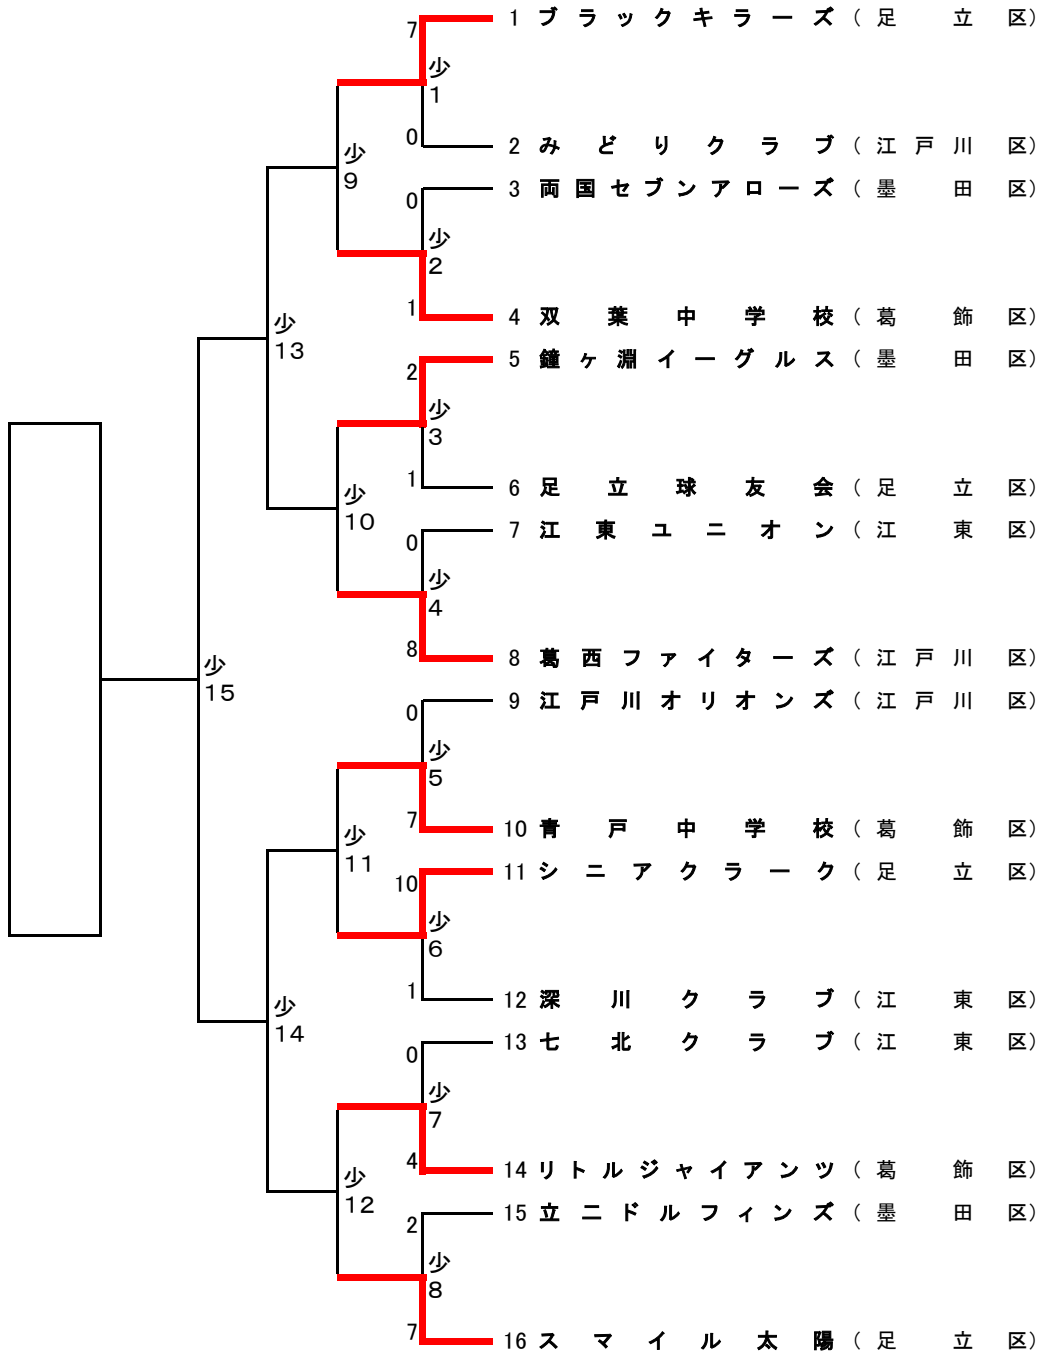 7
1 ブラックキラーズ（足立区）
少
1
0
2 みどりクラブ（江戸川区）
少
9
3 両国セブンアローズ（墨田区）
0
少
2
1
4 双葉中学校（葛飾区）
少
13
5 鐘ヶ淵イーグルス（墨田区）
2
少
3
1
6 足立球友会（足立区）
少
10
7 江東ユニオン（江東区）
0
少
4
8
8 葛西ファイターズ（江戸川区）
少
15
9 江戸川オリオンズ（江戸川区）
0
少
5
7
10 青戸中学校（葛飾区）
少
11
11 シニアクラーク（足立区）
10
少
6
1
12 深川クラブ（江東区）
少
14
13 七北クラブ（江東区）
0
少
7
4
14 リトルジャイアンツ（葛飾区）
少
12
15 立二ドルフィンズ（墨田区）
2
少
8
7
16 スマイル太陽（足立区）